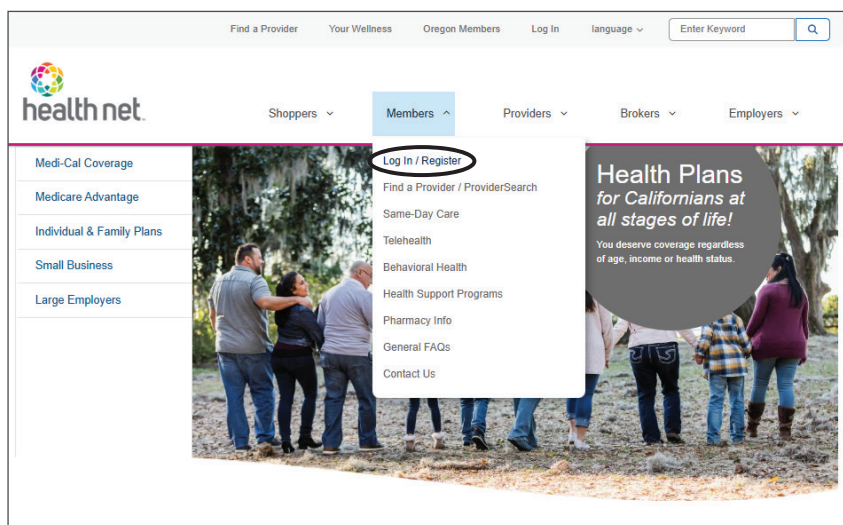 Find a Provider Your Wellness Oregon Members Log In language Enter Keyword
health net.
Shoppers Members Providers Brokers Employers
Medi-Cal Coverage
Medicare Advantage
Individual & Family Plans
Small Business
Large Employers
Log In / Register
Find a Provider / ProviderSearch
Same-Day Care
Telehealth
Behavioral Health
Health Support Programs
Pharmacy Info
General FAQs
Contact Us
Health Plans
for Californians at
all stages of life!
You deserve coverage regardless
of age, income or health status.